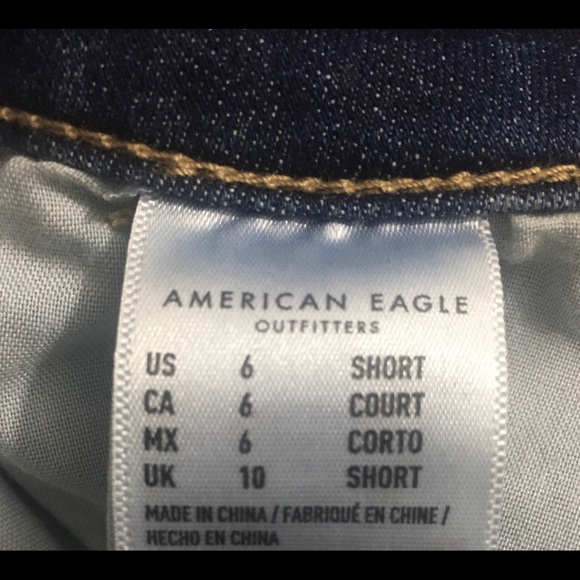 AMERICAN EAGLE
OUTFITTERS
US 6 SHORT
CA 6 COURT
MX 6 CORTO
UK 10 SHORT
MADE IN CHINA / FABRIQUÉ EN CHINE /
HECHO EN CHINA